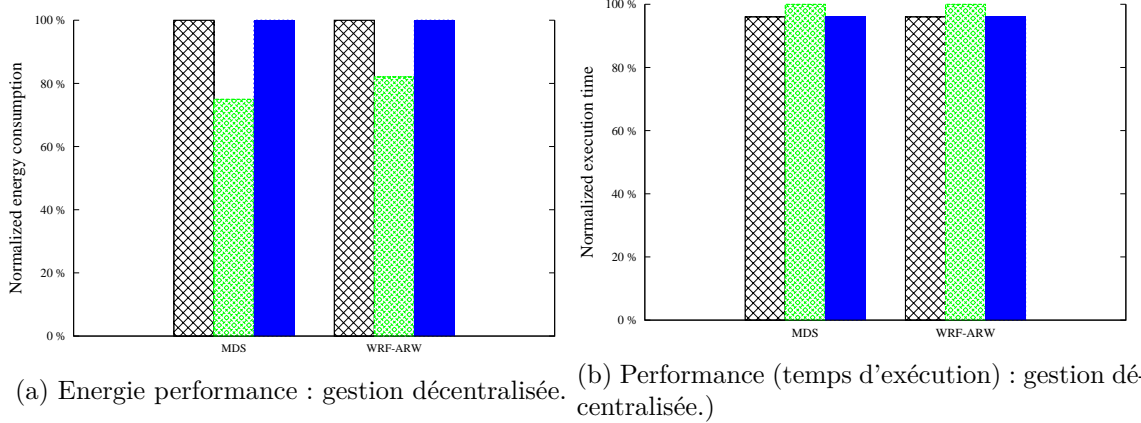 100 %
80 %
60 %
40 %
20 %
0 %
Normalized energy consumption
MDS
WRF-ARW
(a) Energie performance : gestion décentralisée.
100 %
80 %
60 %
40 %
20 %
0 %
Normalized execution time
MDS
WRF-ARW
(b) Performance (temps d'exécution) : gestion dé-
centralisée.)